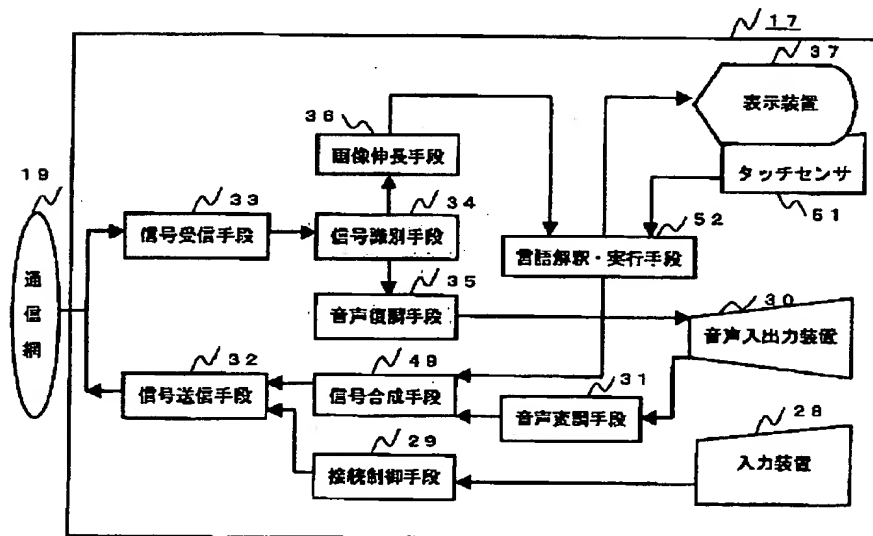 17
37
表示装置
36
画像伸長手段
タッチセンサ
19
33
34
51
信号受信手段
信号識別手段
52
言語解釈・実行手段
通信網
35
30
音声復調手段
音声入出力装置
32
49
信号送信手段
信号合成手段
31
音声変調手段
28
29
入力装置
接続制御手段